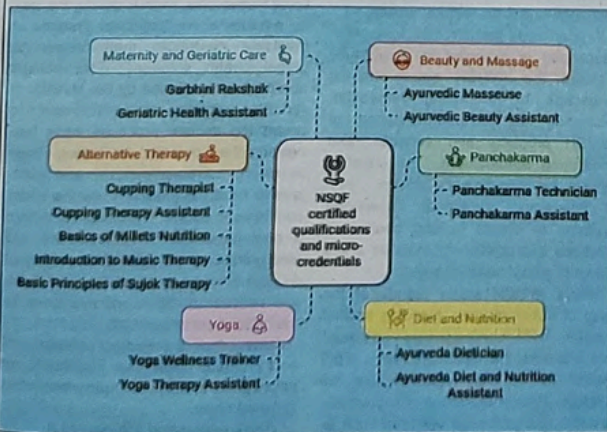 Maternity and Geriatric Care
Garbhini Rakshak
Geriatric Health Assistant
Beauty and Massage
Ayurvedic Masseuse
Ayurvedic Beauty Assistant
Alternative Therapy
Cupping Therapist
Cupping Therapy Assistant
Basics of Millets Nutrition
Introduction to Music Therapy
Basic Principles of Sujok Therapy
NSQF
certified
qualifications
and micro-
credentials
Panchakarma
Panchakarma Technician
Panchakarma Assistant
Yoga
Yoga Wellness Trainer
Yoga Therapy Assistant
Diet and Nutrition
Ayurveda Dietician
Ayurveda Diet and Nutrition
Assistant